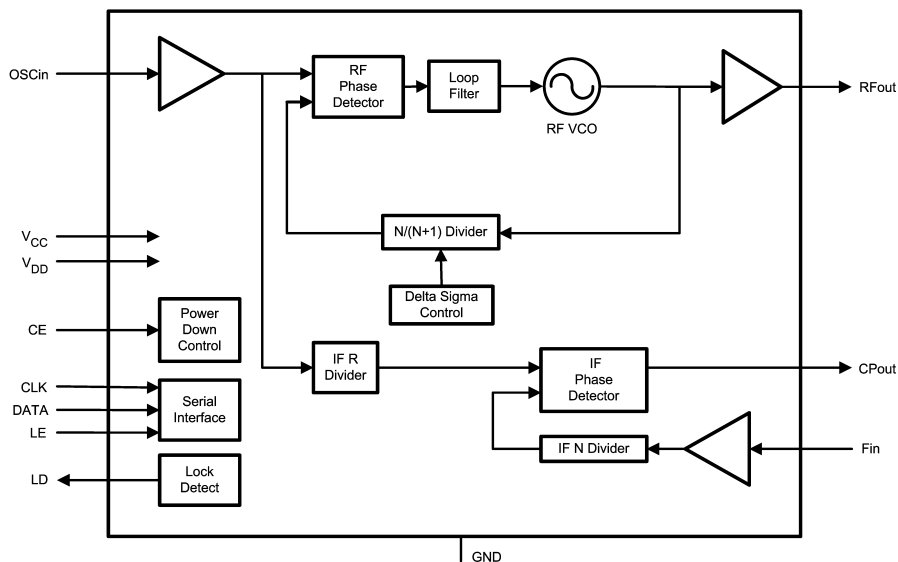 OSCin
RF
Phase
Detector
Loop
Filter
RF VCO
RFout
VCC
VDD
N/(N+1) Divider
Delta Sigma
Control
CE
Power
Down
Control
IF R
Divider
IF
Phase
Detector
CPout
CLK
DATA
LE
Serial
Interface
IF N Divider
Fin
LD
Lock
Detect
GND